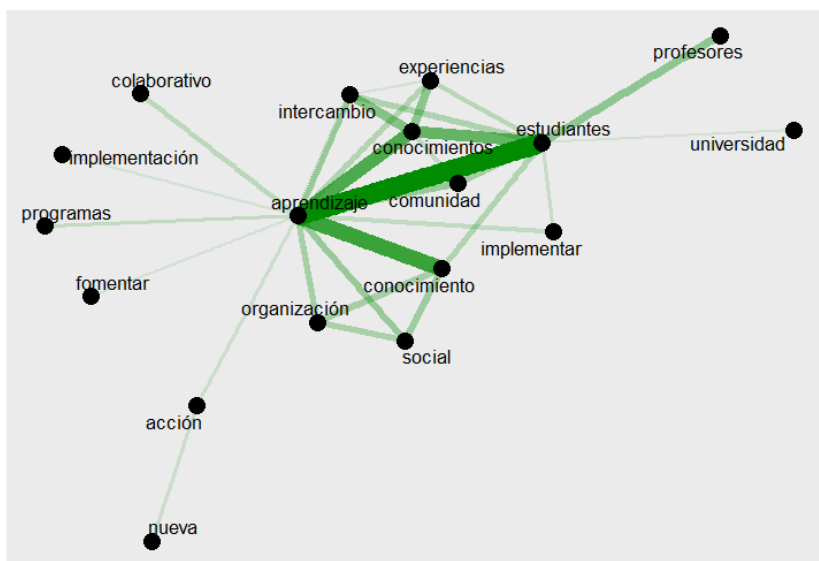 profesores
experiencias
colaborativo
intercambio
estudiantes
conocimientos
universidad
implementación
comunidad
aprendizaje
programas
implementar
fomentar
conocimiento
organización
social
acción
nueva